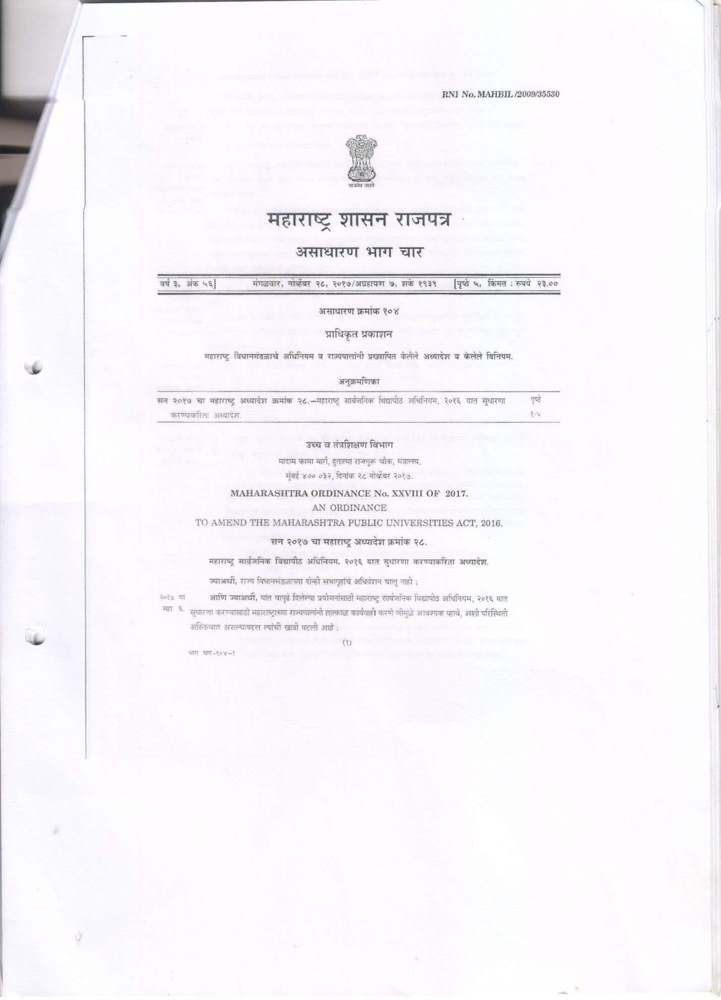 RNI No. MAHBIL/2009/35530
महाराष्ट्र शासन राजपत्र
असाधारण भाग चार
वर्ष ३, अंक ५६] मंगळवार, नोव्हेंबर २८, २०१७/अग्रहायण ७, शके १९३९ [पृष्ठे ५, किंमत : रुपये २३.००
असाधारण क्रमांक १०४
प्राधिकृत प्रकाशन
महाराष्ट्र विधानमंडळाचे अधिनियम व राज्यपालांनी प्रख्यापित केलेले अध्यादेश व केलेले विनियम.
अनुक्रमणिका
सन २०१७ चा महाराष्ट्र अध्यादेश क्रमांक २८.—महाराष्ट्र सार्वजनिक विद्यापीठ अधिनियम, २०१६ यात सुधारणा पृष्ठे
करण्याकरिता अध्यादेश. १-५
उच्च व तंत्रशिक्षण विभाग
मादाम कामा मार्ग, हुतात्मा राजगुरू चौक, मंत्रालय,
मुंबई ४०० ०३२, दिनांक २८ नोव्हेंबर २०१७.
MAHARASHTRA ORDINANCE No. XXVIII OF 2017.
AN ORDINANCE
TO AMEND THE MAHARASHTRA PUBLIC UNIVERSITIES ACT, 2016.
सन २०१७ चा महाराष्ट्र अध्यादेश क्रमांक २८.
महाराष्ट्र सार्वजनिक विद्यापीठ अधिनियम, २०१६ यात सुधारणा करण्याकरिता अध्यादेश.
ज्याअर्थी, राज्य विधानमंडळाच्या दोन्ही सभागृहांचे अधिवेशन चालू नाही ;
२०१७ चा आणि ज्याअर्थी, यांत यापुढे दिलेल्या प्रयोजनांसाठी महाराष्ट्र सार्वजनिक विद्यापीठ अधिनियम, २०१६ यात
महा. ६. सुधारणा करण्यासाठी महाराष्ट्राच्या राज्यपालांनी तात्काळ कार्यवाही करणे जीमुळे आवश्यक व्हावे, अशी परिस्थिती
अस्तित्वात असल्याबद्दल त्यांची खात्री पटली आहे ;
(१)
भाग चार-१०४-१